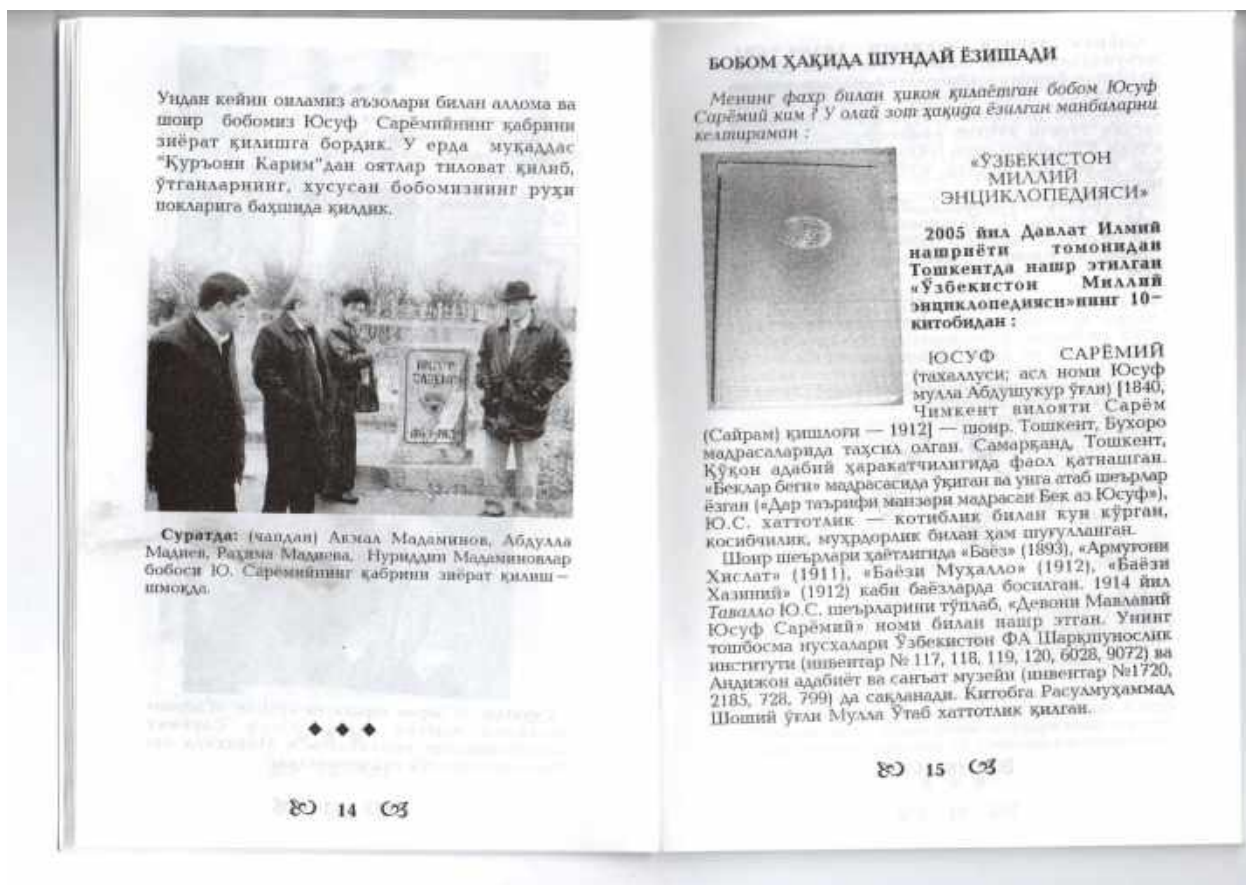 Ундан кейин оиламиз аъзолари билан аллома ва
шоир бобомиз Юсуф Сарёмийнинг қабрини
зиёрат қилишга бордик. У ерда муқаддас
"Қуръони Карим"дан оятлар тиловат қилиб,
ўтганларнинг, хусусан бобомизнинг руҳи
покларига баҳшида қилдик.
ЮСУФ
САРЁМИЙ
Суратда: (чапдан) Акмал Мадаминов, Абдулла
Мадиев, Раҳима Мадиева, Нуриддин Мадаминовлар
бобоси Ю. Сарёмийнинг қабрини зиёрат қилиш–
шмоқда.
14
БОБОМ ҲАҚИДА ШУНДАЙ ЁЗИШАДИ
Менинг фахр билан ҳикоя қилаётган бобом Юсуф
Сарёмий ким ? У олай зот ҳақида ёзилган манбаларни
келтираман :
«ЎЗБЕКИСТОН
МИЛЛИЙ
ЭНЦИКЛОПЕДИЯСИ»
2005 йил Давлат Илмий
нашриёти томонидан
Тошкентда нашр этилган
«Ўзбекистон Миллий
энциклопедияси»нинг 10–
китобидан :
ЮСУФ САРЁМИЙ
(тахаллуси; асл номи Юсуф
мулла Абдушукур ўғли) [1840,
Чимкент вилояти Сарём
(Сайрам) қишлоғи — 1912] — шоир. Тошкент, Бухоро
мадрасаларида таҳсил олган. Самарқанд, Тошкент,
Қўқон адабий ҳаракатчилигида фаол қатнашган.
«Беклар беги» мадрасасида ўқиган ва унга атаб шеърлар
ёзган («Дар таърифи манзари мадрасаи Бек аз Юсуф»),
Ю.С. хаттотлик — котиблик билан кун кўрган,
косибчилик, муҳрдорлик билан ҳам шуғулланган.
Шоир шеърлари ҳаётлигида «Баёз» (1893), «Армуғони
Хислат» (1911), «Баёзи Муҳалло» (1912), «Баёзи
Хазиний» (1912) каби баёзларда босилган. 1914 йил
Тавалло Ю.С. шеърларини тўплаб, «Девони Мавлавий
Юсуф Сарёмий» номи билан нашр этган. Унинг
тошбосма нусхалари Ўзбекистон ФА Шарқшунослик
институти (инвентар № 117, 118, 119, 120, 6028, 9072) ва
Андижон адабиёт ва санъат музейи (инвентар №1720,
2185, 728, 799) да сақланади. Китобга Расулмуҳаммад
Шоший ўғли Мулла Ўтаб хаттотлик қилган.
15